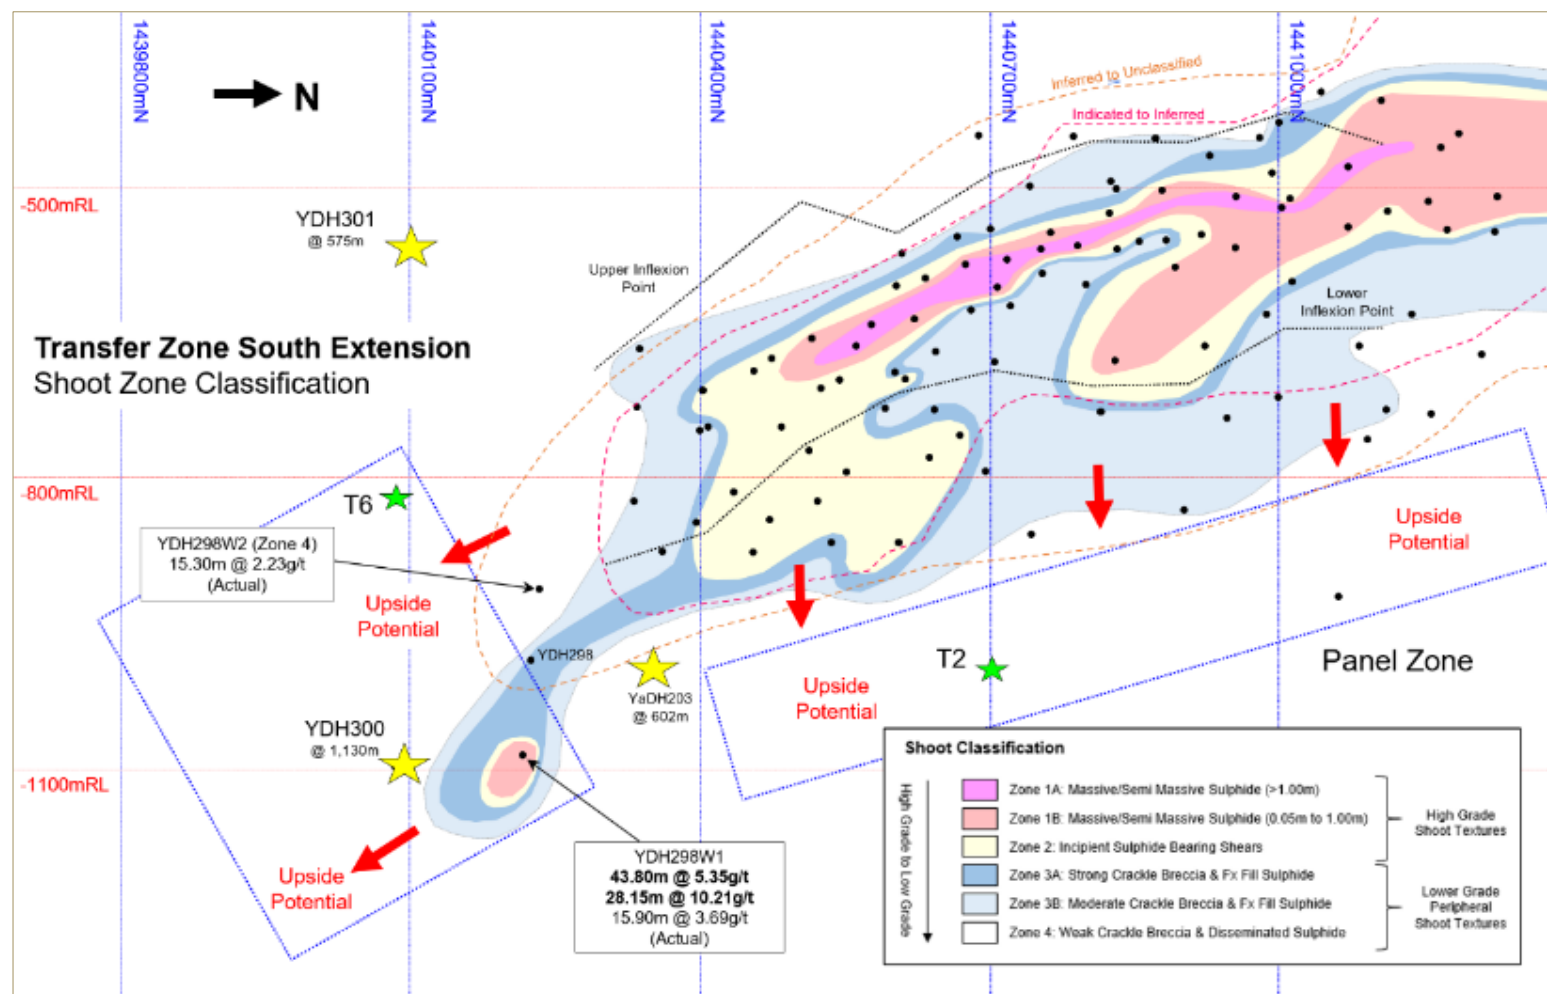 1439800mN
1440100mN
1440400mN
1440700mN
1441000mN
N
Inferred to Unclassified
Indicated to Inferred
-500mRL
YDH301
@ 575m
Upper Inflexion
Point
Lower
Inflexion Point
Transfer Zone South Extension
Shoot Zone Classification
-800mRL
T6
YDH298W2 (Zone 4)
15.30m @ 2.23g/t
(Actual)
Upside
Potential
Upside
Potential
YDH298
YaDH203
@ 602m
T2
Panel Zone
Upside
Potential
YDH300
@ 1,130m
-1100mRL
Upside
Potential
YDH298W1
43.80m @ 5.35g/t
28.15m @ 10.21g/t
15.90m @ 3.69g/t
(Actual)
Shoot Classification
High Grade to Low Grade
Zone 1A: Massive/Semi Massive Sulphide (>1.00m)
Zone 1B: Massive/Semi Massive Sulphide (0.05m to 1.00m)
Zone 2: Incipient Sulphide Bearing Shears
Zone 3A: Strong Crackle Breccia & Fx Fill Sulphide
Zone 3B: Moderate Crackle Breccia & Fx Fill Sulphide
Zone 4: Weak Crackle Breccia & Disseminated Sulphide
High Grade
Shoot Textures
Lower Grade
Peripheral
Shoot Textures